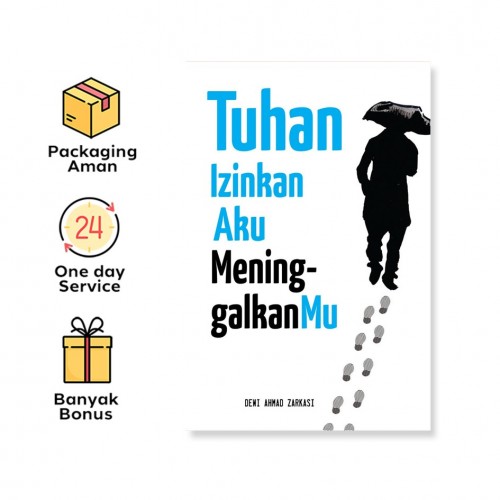 Packaging
Aman
24
One day
Service
Banyak
Bonus
Tuhan
Izinkan
Aku
Mening-
galkanMu
DEWI AHMAD ZARKASI